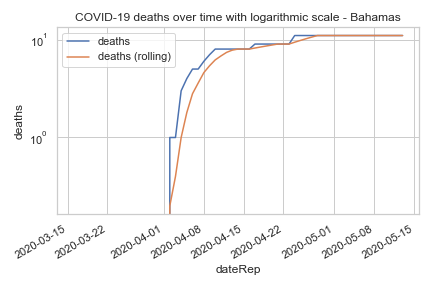 COVID-19 deaths over time with logarithmic scale - Bahamas
deaths
deaths (rolling)
10¹
10⁰
deaths
2020-03-15
2020-03-22
2020-04-01
2020-04-08
2020-04-15
2020-04-22
2020-05-01
2020-05-08
2020-05-15
dateRep